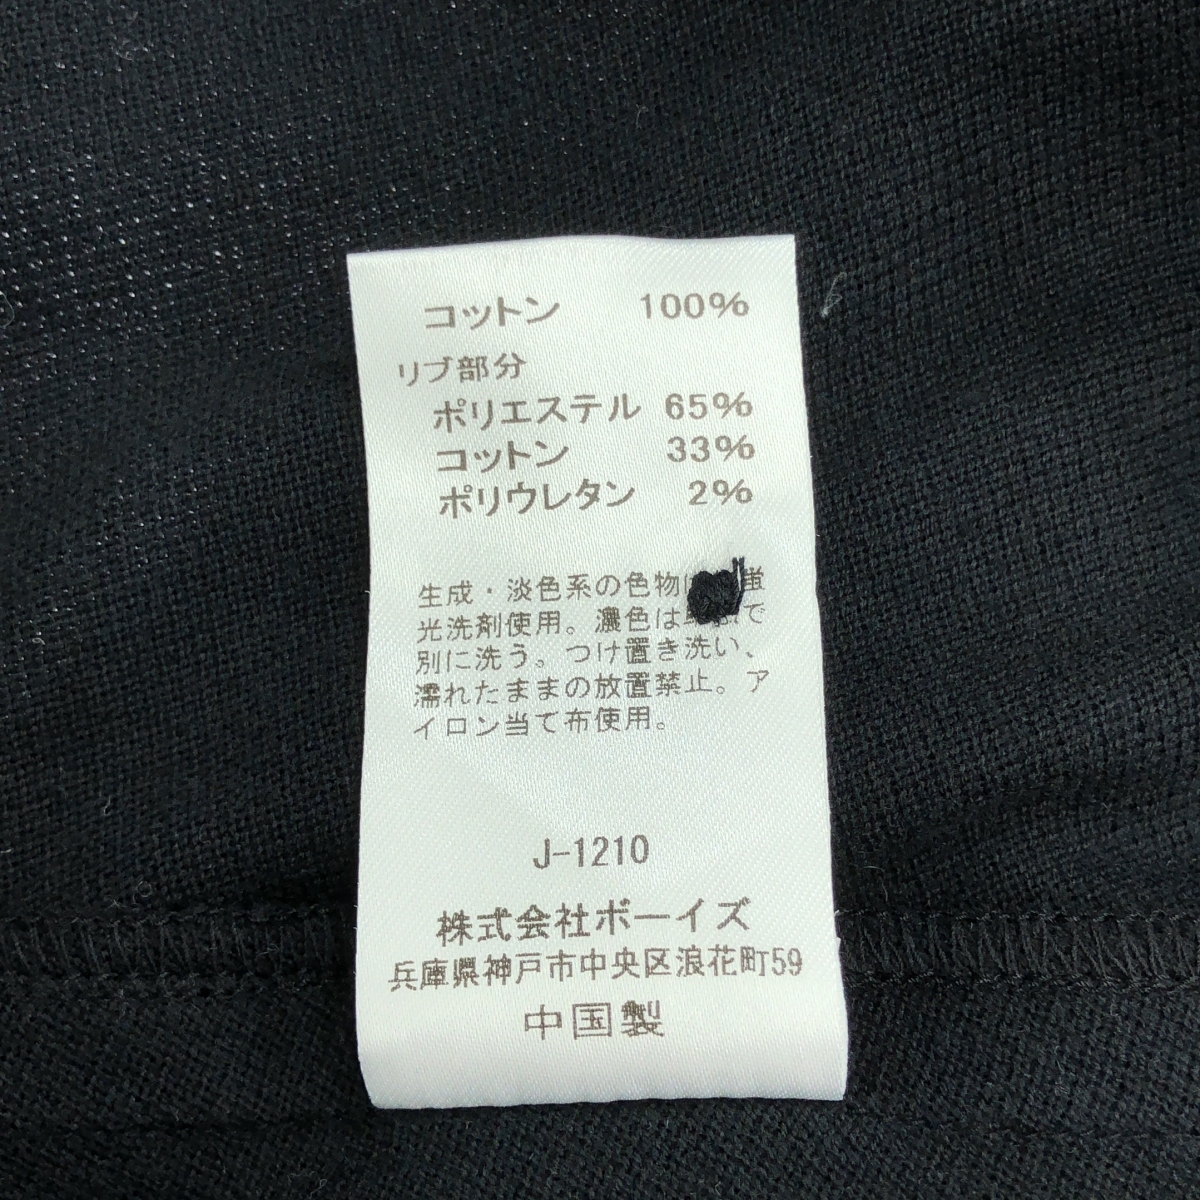 コットン 100%
リブ部分
ポリエステル 65%
コットン 33%
ポリウレタン 2%
生成・淡色系の色物は 蛍
光洗剤使用。濃色は で
別に洗う。つけ置き洗い、
濡れたままの放置禁止。ア
イロン当て布使用。
J-1210
株式会社ボーイズ
兵庫県神戸市中央区浪花町59
中国製